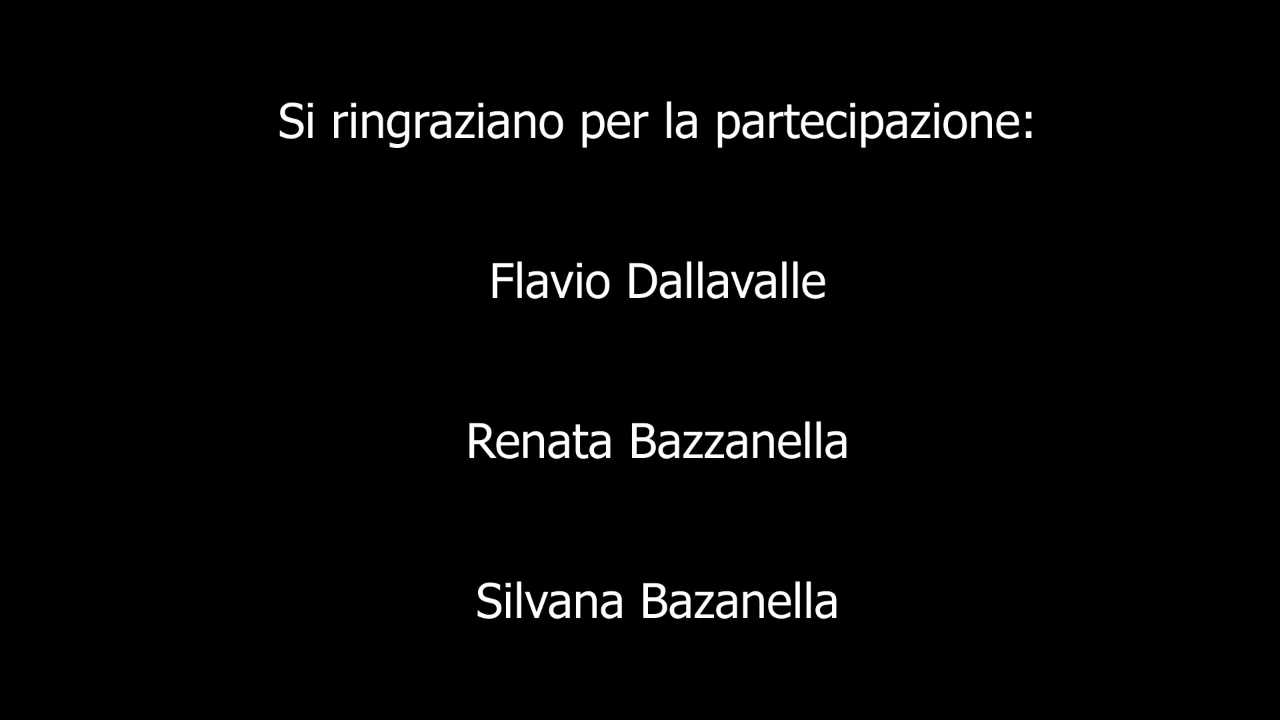 Si ringraziano per la partecipazione:
Flavio Dallavalle
Renata Bazzanella
Silvana Bazanella